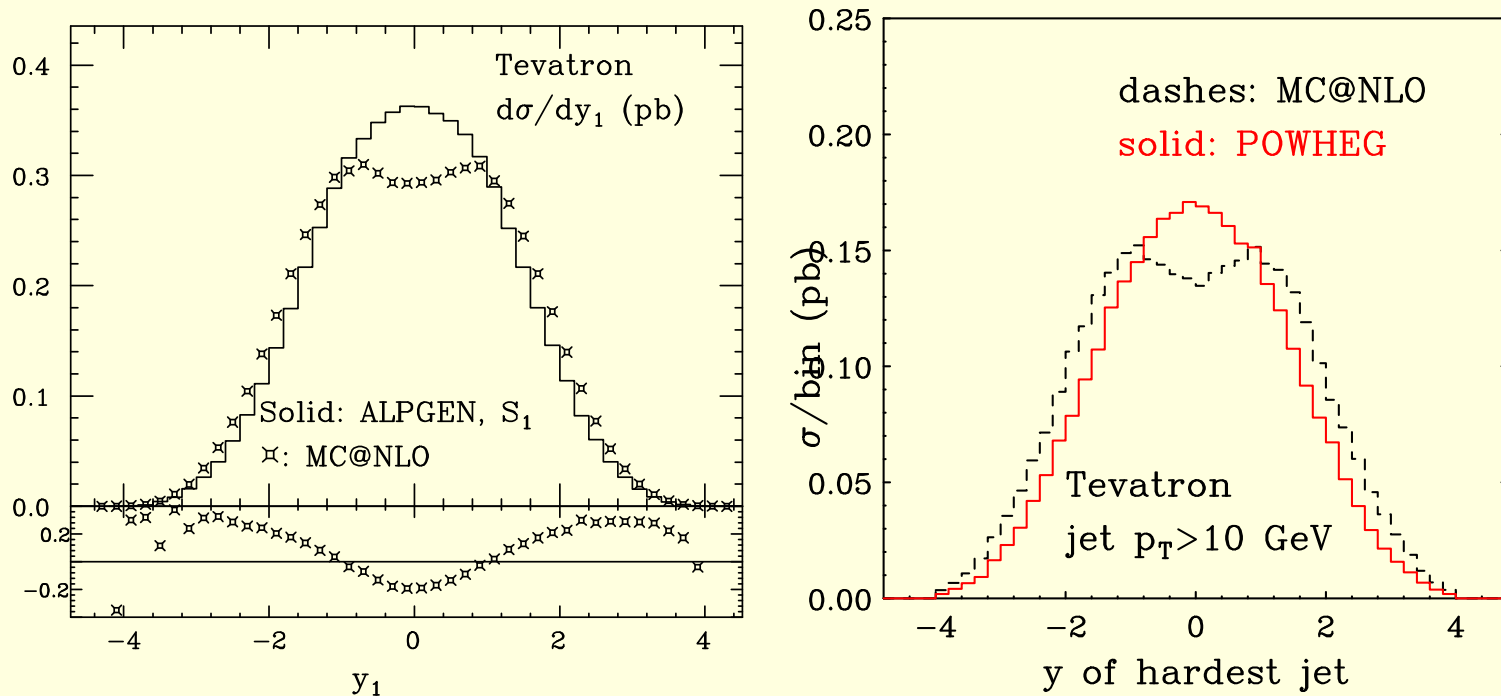 Tevatron
dσ/dy₁ (pb)
0.4
0.3
0.2
0.1
0.0
Solid: ALPGEN, S₁
¤: MC@NLO
0.2
−0.2
−4
−2
0
2
4
y₁
dashes: MC@NLO
solid: POWHEG
0.25
0.20
0.15
0.10
0.05
0.00
σ/bin (pb)
Tevatron
jet p_T>10 GeV
−4
−2
0
2
4
y of hardest jet